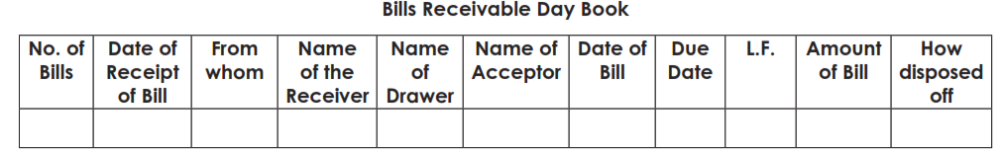 Bills Receivable Day Book
No. of Bills | Date of Receipt of Bill | From whom | Name of the Receiver | Name of Drawer | Name of Acceptor | Date of Bill | Due Date | L.F. | Amount of Bill | How disposed off